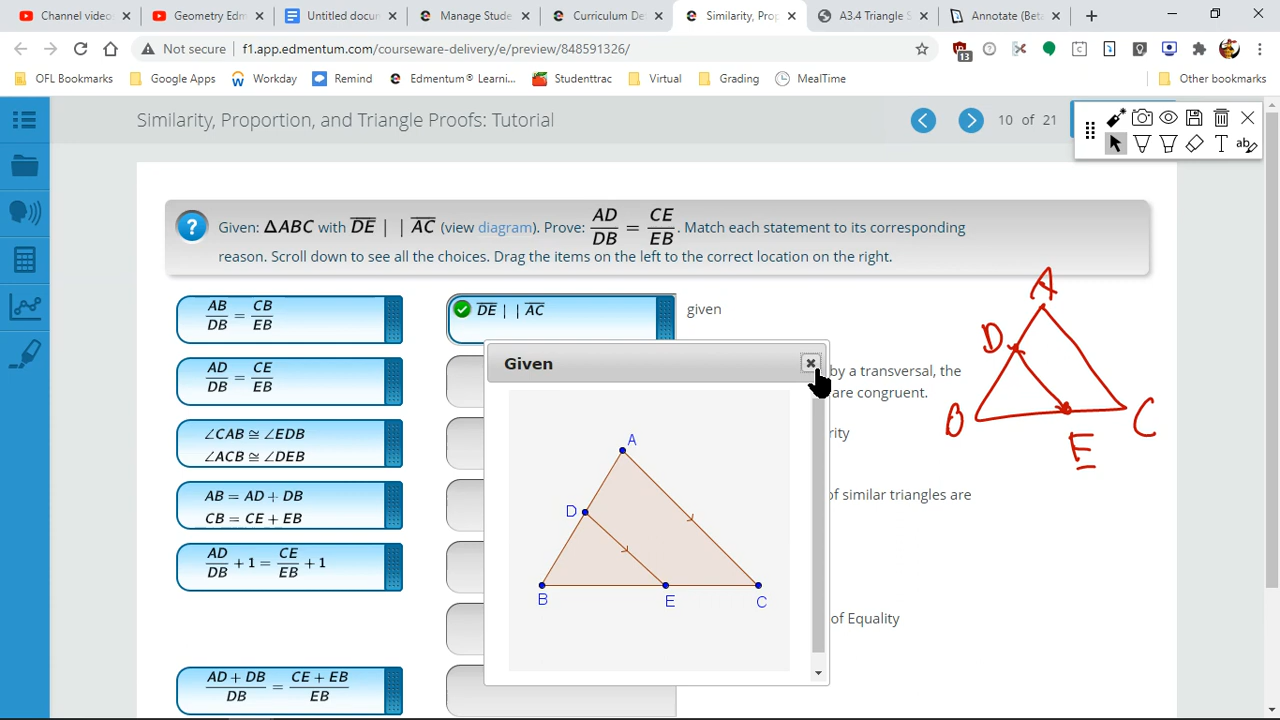 Channel video:
Geometry Edm
Untitled docu
Manage Stude
Curriculum De
Similarity, Prop
A3.4 Triangle S
Annotate (Bet
Not secure
f1.app.edmentum.com/courseware-delivery/e/preview/848591326/
13
OFL Bookmarks
Google Apps
Workday
Remind
Edmentum® Learni...
Studenttrac
Virtual
Grading
MealTime
Other bookmarks
Similarity, Proportion, and Triangle Proofs: Tutorial
10 of 21
Given: ΔABC with DE || AC (view diagram). Prove: AD/DB = CE/EB. Match each statement to its corresponding
reason. Scroll down to see all the choices. Drag the items on the left to the correct location on the right.
AB/DB = CB/EB
DE || AC
given
AD/DB = CE/EB
Given
by a transversal, the
are congruent.
∠CAB ≅ ∠EDB
∠ACB ≅ ∠DEB
rity
AB = AD + DB
CB = CE + EB
of similar triangles are
AD/DB + 1 = CE/EB + 1
of Equality
AD + DB/DB = CE + EB/EB
A
D
B
E
C
A
D
B
E
C